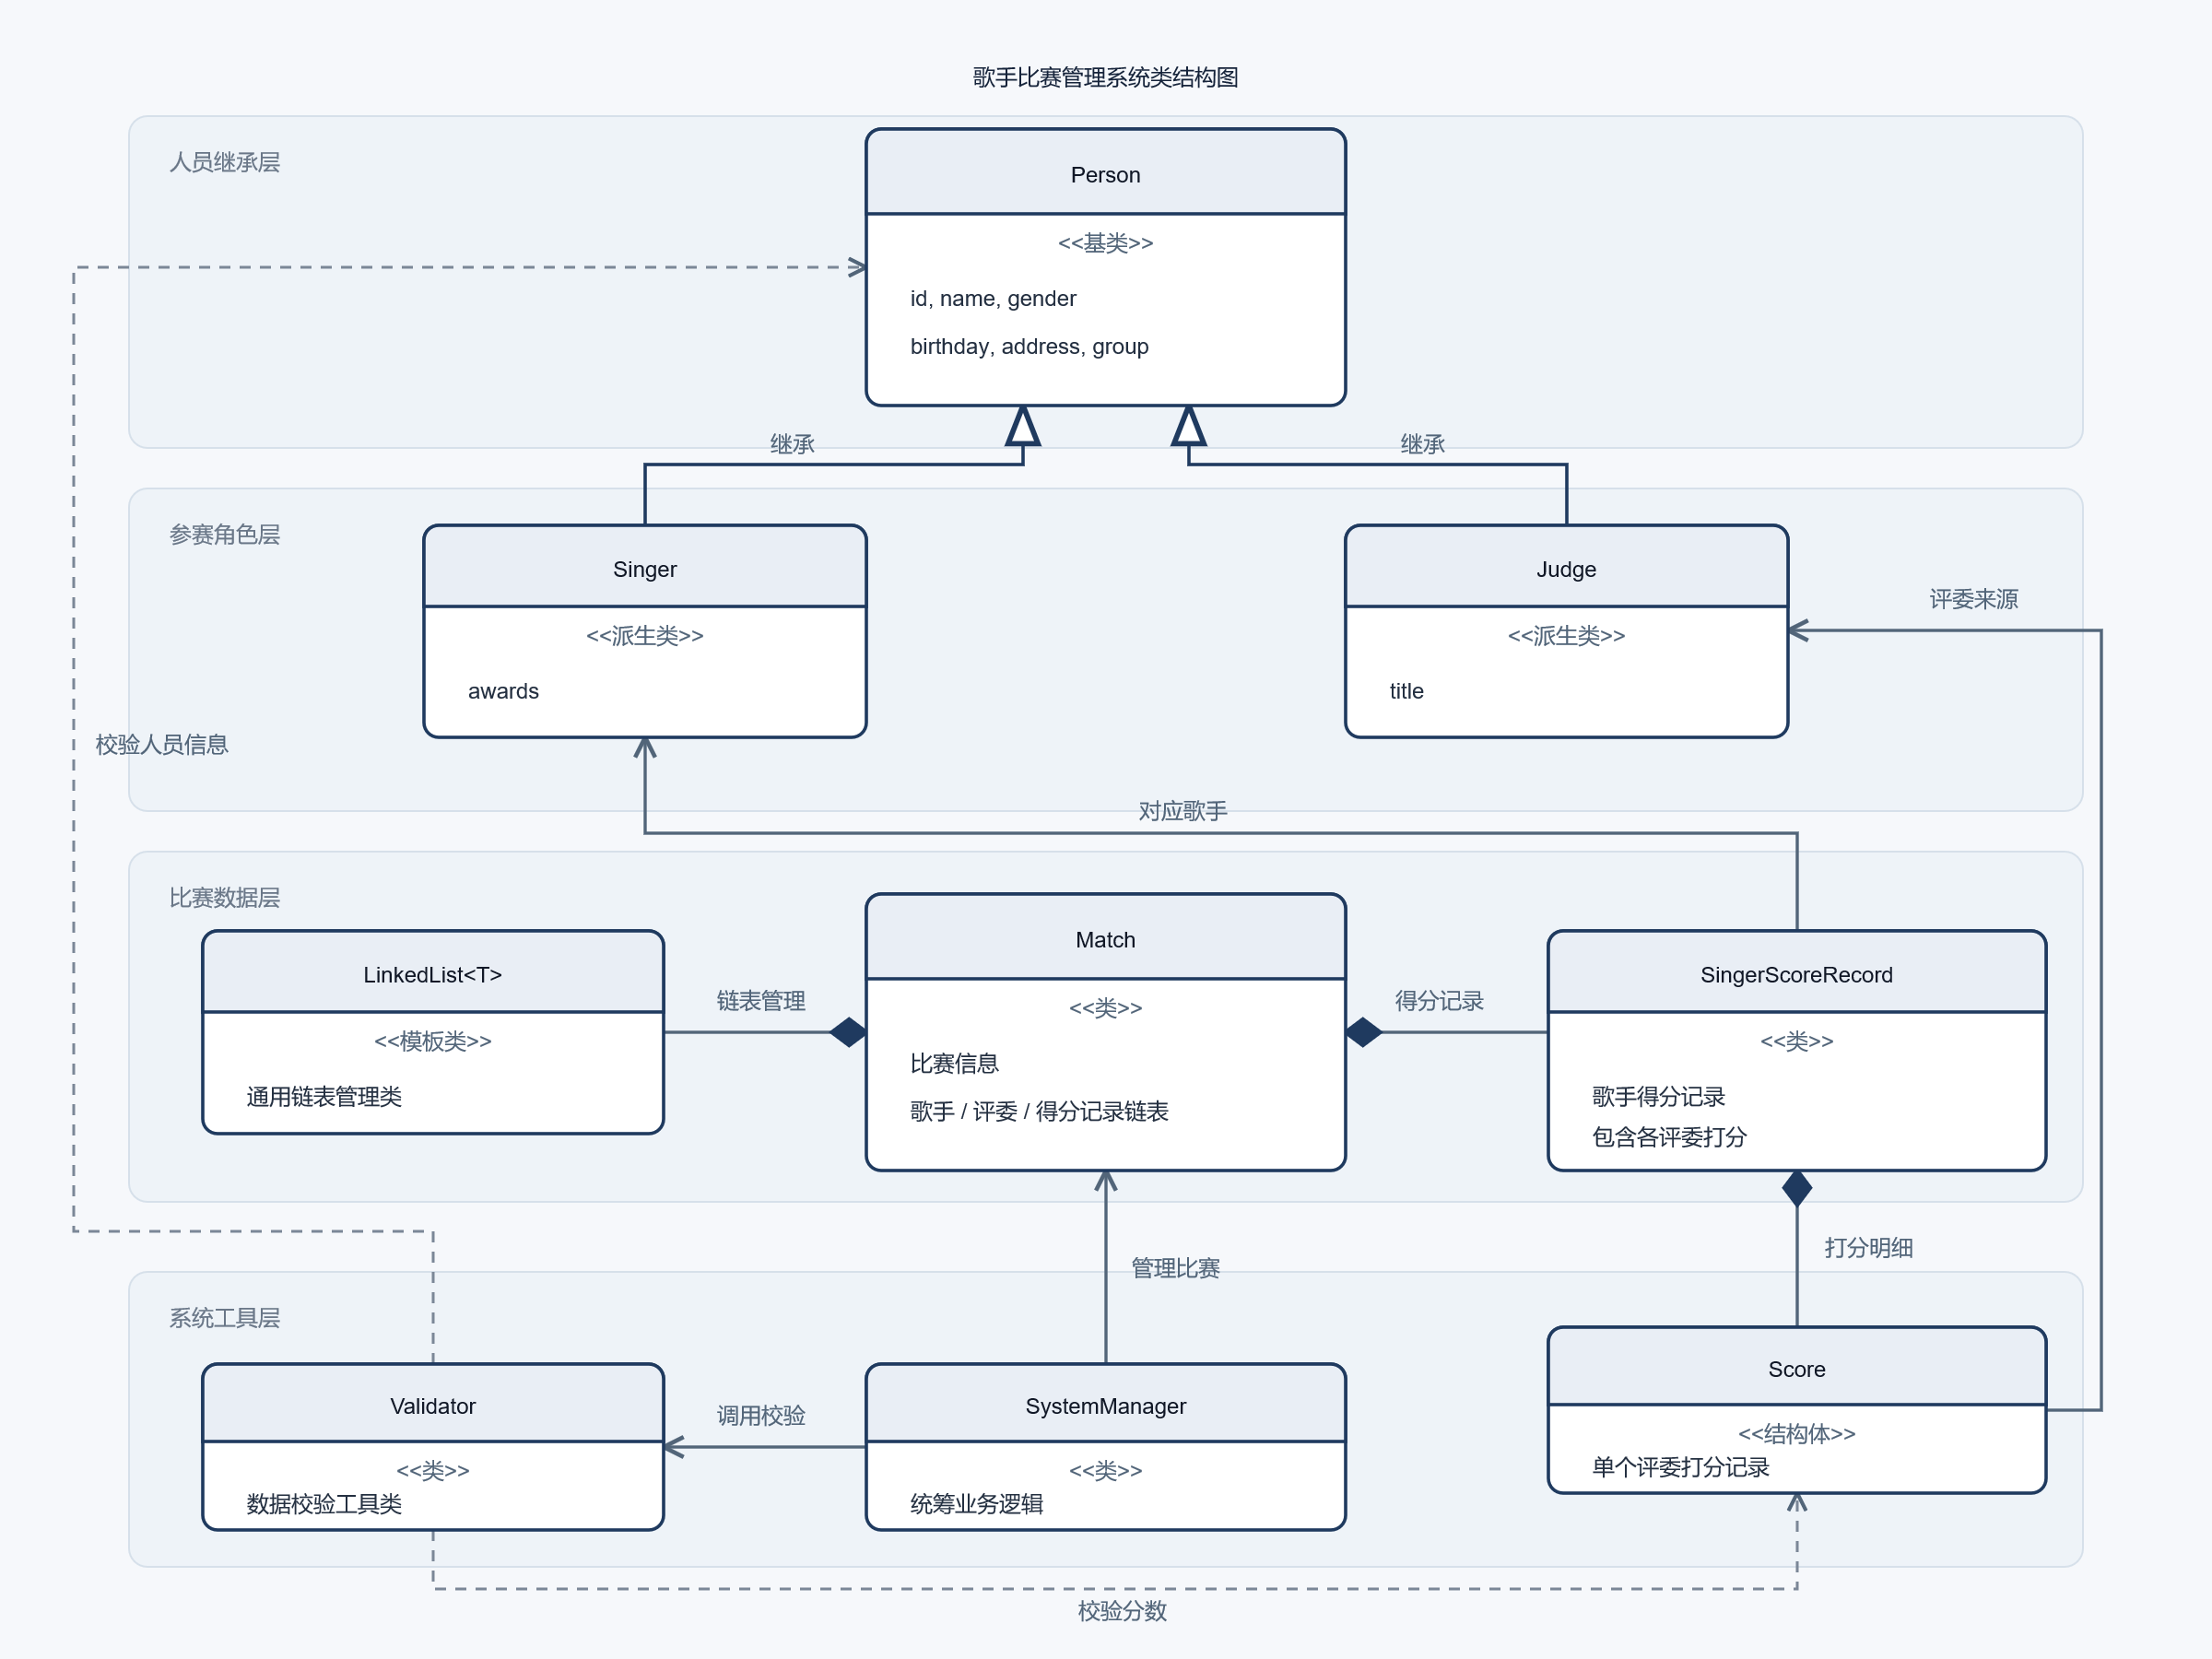 歌手比赛管理系统类结构图
人员继承层
Person
<<基类>>
id, name, gender
birthday, address, group
继承
继承
参赛角色层
Singer
<<派生类>>
awards
Judge
<<派生类>>
title
评委来源
校验人员信息
对应歌手
比赛数据层
LinkedList<T>
<<模板类>>
通用链表管理类
链表管理
Match
<<类>>
比赛信息
歌手 / 评委 / 得分记录链表
得分记录
SingerScoreRecord
<<类>>
歌手得分记录
包含各评委打分
管理比赛
打分明细
系统工具层
Validator
<<类>>
数据校验工具类
调用校验
SystemManager
<<类>>
统筹业务逻辑
Score
<<结构体>>
单个评委打分记录
校验分数